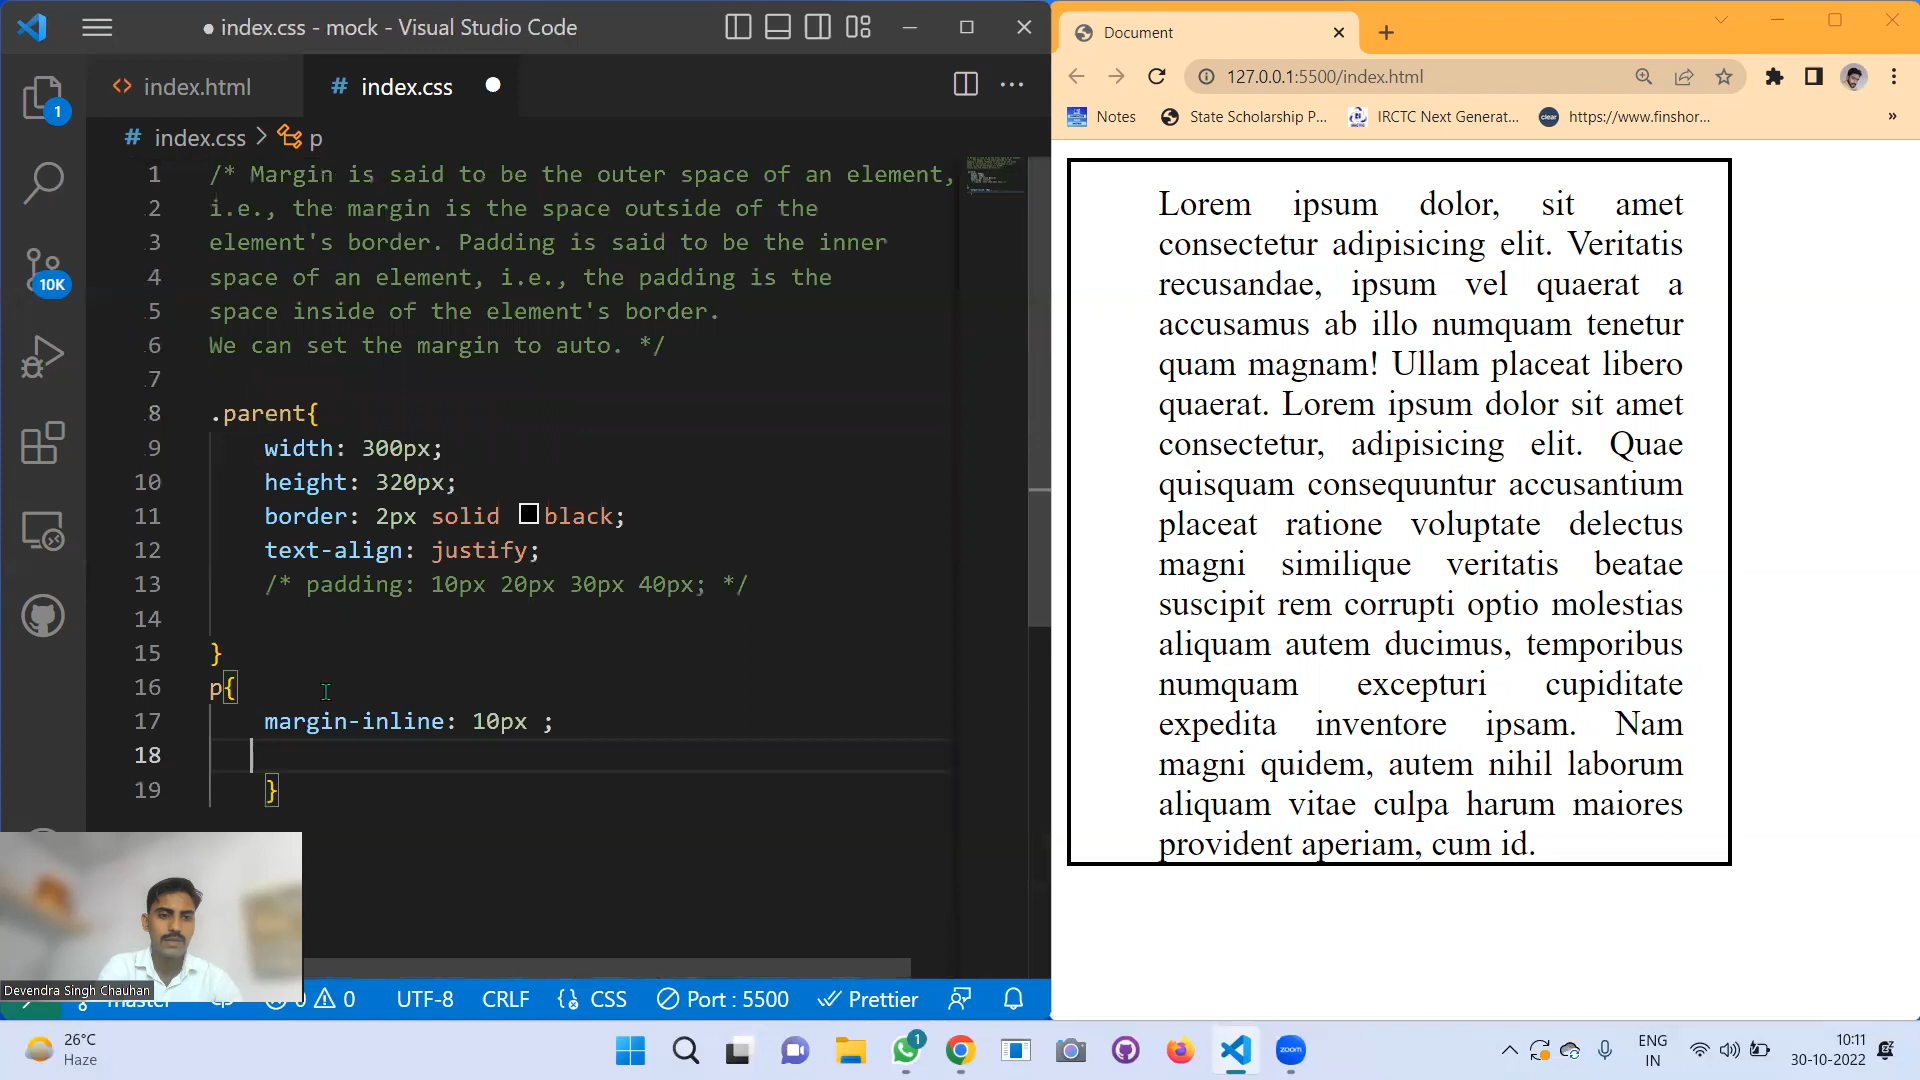 index.css - mock - Visual Studio Code
index.html
# index.css
# index.css > p
1 /* Margin is said to be the outer space of an element,
2 i.e., the margin is the space outside of the
3 element's border. Padding is said to be the inner
4 space of an element, i.e., the padding is the
5 space inside of the element's border.
6 We can set the margin to auto. */
7
8 .parent{
9 width: 300px;
10 height: 320px;
11 border: 2px solid black;
12 text-align: justify;
13 /* padding: 10px 20px 30px 40px; */
14
15 }
16 p{
17 margin-inline: 10px ;
18
19 }
1
10K
Devendra Singh Chauhan
master
0 0
UTF-8
CRLF
CSS
Port : 5500
Prettier
Document
127.0.0.1:5500/index.html
Notes
State Scholarship P...
IRCTC Next Generat...
clear
https://www.finshor...
»
Lorem ipsum dolor, sit amet
consectetur adipisicing elit. Veritatis
recusandae, ipsum vel quaerat a
accusamus ab illo numquam tenetur
quam magnam! Ullam placeat libero
quaerat. Lorem ipsum dolor sit amet
consectetur, adipisicing elit. Quae
quisquam consequuntur accusantium
placeat ratione voluptate delectus
magni similique veritatis beatae
suscipit rem corrupti optio molestias
aliquam autem ducimus, temporibus
numquam excepturi cupiditate
expedita inventore ipsam. Nam
magni quidem, autem nihil laborum
aliquam vitae culpa harum maiores
provident aperiam, cum id.
26°C
Haze
1
zoom
ENG
IN
10:11
30-10-2022